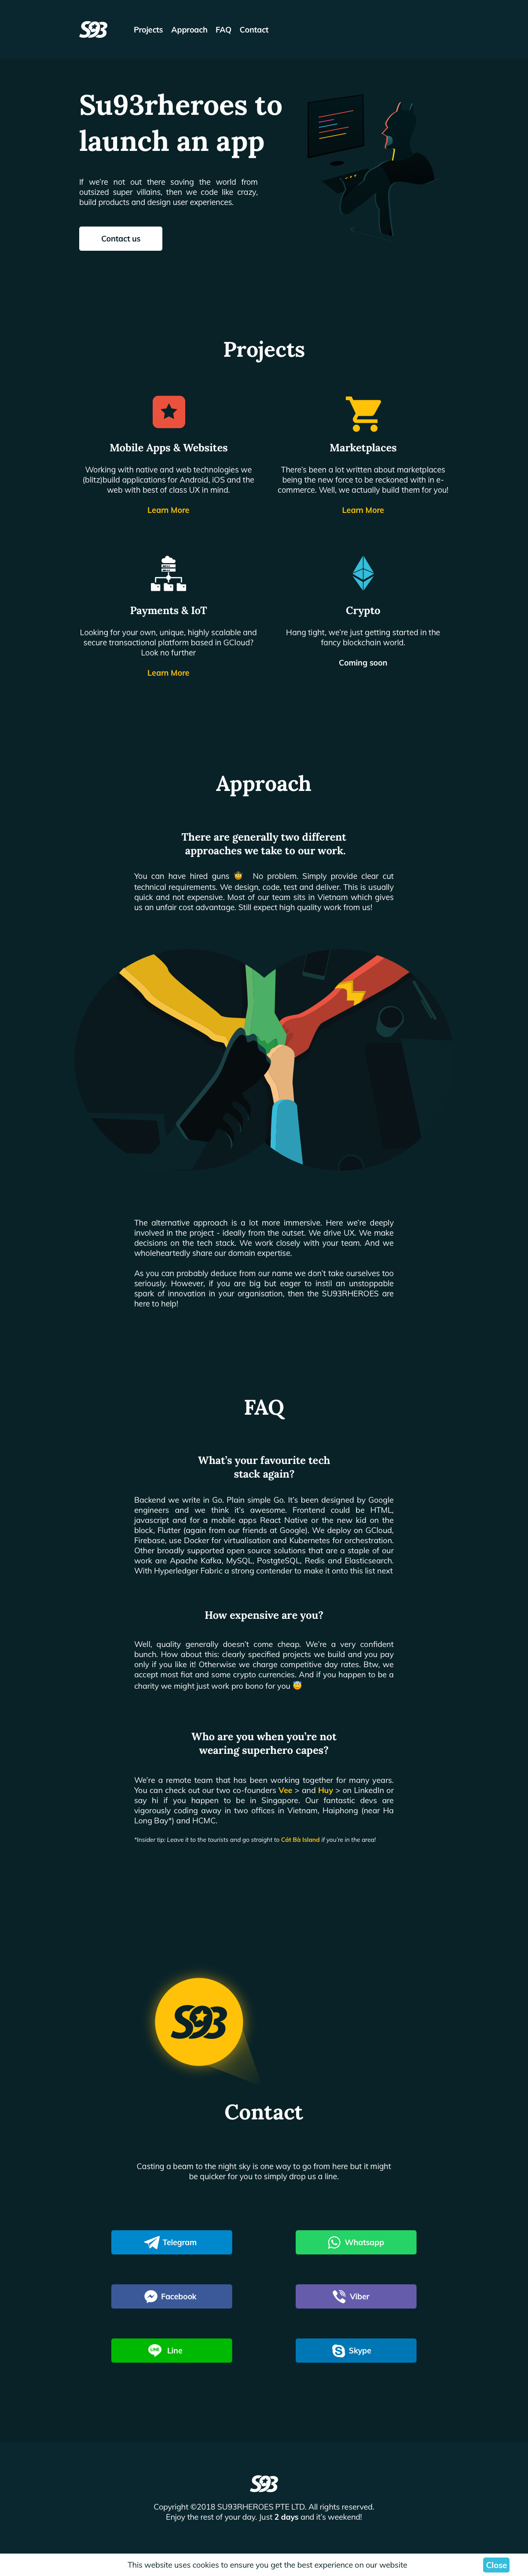 S93
Projects Approach FAQ Contact
Su93rheroes to
launch an app
If we're not out there saving the world from
outsized super villains, then we code like crazy,
build products and design user experiences.
Contact us
Projects
Mobile Apps & Websites
Working with native and web technologies we
(blitz)build applications for Android, iOS and the
web with best of class UX in mind.
Learn More
Marketplaces
There's been a lot written about marketplaces
being the new force to be reckoned with in e-
commerce. Well, we actually build them for you!
Learn More
Payments & IoT
Looking for your own, unique, highly scalable and
secure transactional platform based in GCloud?
Look no further
Learn More
Crypto
Hang tight, we're just getting started in the
fancy blockchain world.
Coming soon
Approach
There are generally two different
approaches we take to our work.
You can have hired guns 🤠 No problem. Simply provide clear cut
technical requirements. We design, code, test and deliver. This is usually
quick and not expensive. Most of our team sits in Vietnam which gives
us an unfair cost advantage. Still expect high quality work from us!
The alternative approach is a lot more immersive. Here we're deeply
involved in the project - ideally from the outset. We drive UX. We make
decisions on the tech stack. We work closely with your team. And we
wholeheartedly share our domain expertise.
As you can probably deduce from our name we don't take ourselves too
seriously. However, if you are big but eager to instil an unstoppable
spark of innovation in your organisation, then the SU93RHEROES are
here to help!
FAQ
What's your favourite tech
stack again?
Backend we write in Go. Plain simple Go. It's been designed by Google
engineers and we think it's awesome. Frontend could be HTML,
javascript and for a mobile apps React Native or the new kid on the
block, Flutter (again from our friends at Google). We deploy on GCloud,
Firebase, use Docker for virtualisation and Kubernetes for orchestration.
Other broadly supported open source solutions that are a staple of our
work are Apache Kafka, MySQL, PostgteSQL, Redis and Elasticsearch.
With Hyperledger Fabric a strong contender to make it onto this list next
How expensive are you?
Well, quality generally doesn't come cheap. We're a very confident
bunch. How about this: clearly specified projects we build and you pay
only if you like it! Otherwise we charge competitive day rates. Btw, we
accept most fiat and some crypto currencies. And if you happen to be a
charity we might just work pro bono for you 😇
Who are you when you're not
wearing superhero capes?
We're a remote team that has been working together for many years.
You can check out our two co-founders Vee > and Huy > on LinkedIn or
say hi if you happen to be in Singapore. Our fantastic devs are
vigorously coding away in two offices in Vietnam, Haiphong (near Ha
Long Bay*) and HCMC.
*Insider tip: Leave it to the tourists and go straight to Cát Bà Island if you're in the area!
S93
Contact
Casting a beam to the night sky is one way to go from here but it might
be quicker for you to simply drop us a line.
Telegram
Whatsapp
Facebook
Viber
LINE Line
Skype
S93
Copyright ©2018 SU93RHEROES PTE LTD. All rights reserved.
Enjoy the rest of your day. Just 2 days and it's weekend!
This website uses cookies to ensure you get the best experience on our website
Close